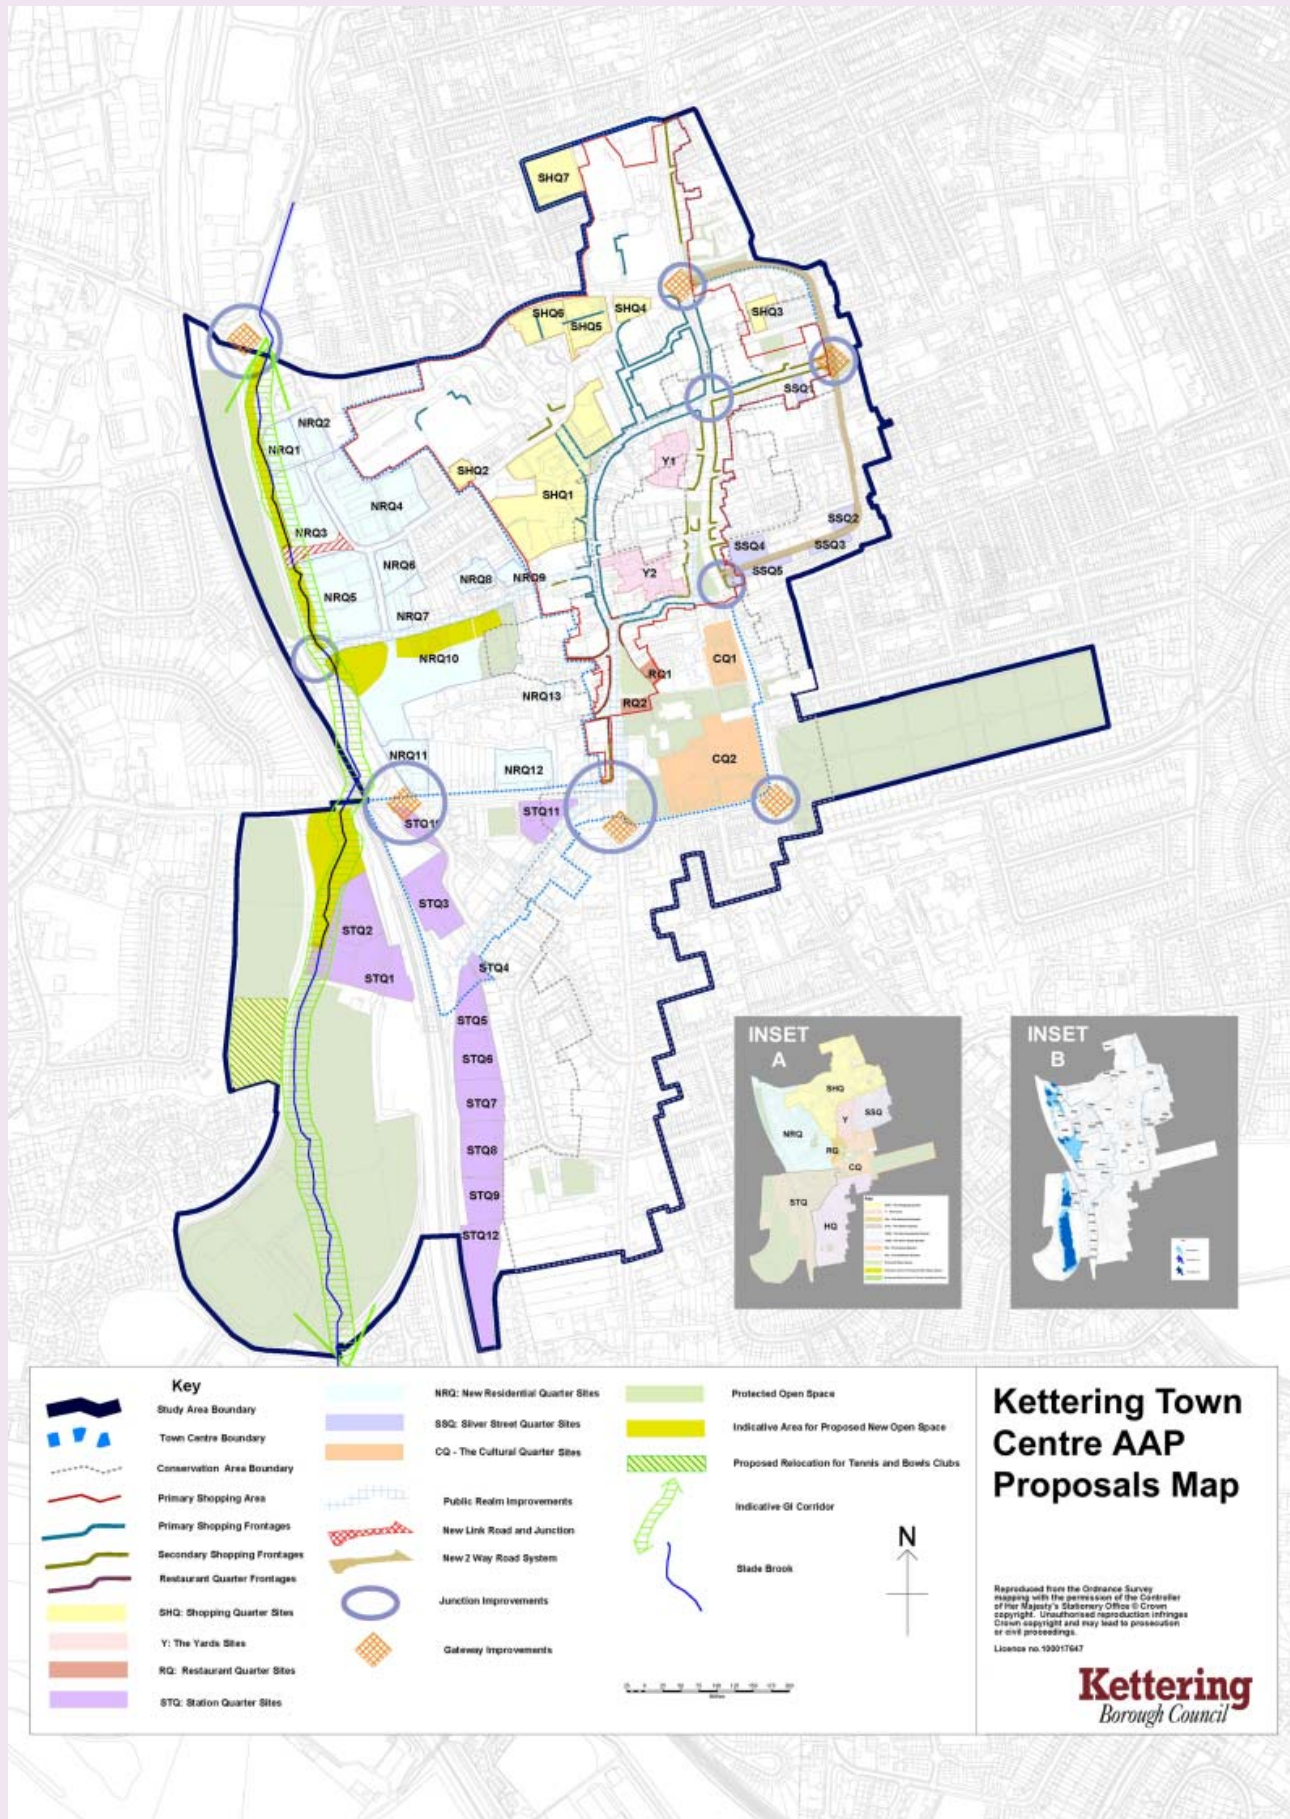 SHQ7
SHQ6
SHQ5
SHQ4
SHQ3
SSQ1
NRQ2
NRQ1
Y1
SHQ2
SHQ1
NRQ4
NRQ3
SSQ2
SSQ4
SSQ3
SSQ5
NRQ6
NRQ8
NRQ9
Y2
NRQ5
NRQ7
NRQ10
CQ1
RQ1
NRQ13
RQ2
NRQ11
NRQ12
CQ2
STQ11
STQ3
STQ2
STQ4
STQ1
STQ5
STQ6
STQ7
STQ8
STQ9
STQ12
INSET
A
SHQ
SSQ
Y
NRQ
RQ
CQ
STQ
HQ
INSET
B
Key
Study Area Boundary
Town Centre Boundary
Conservation Area Boundary
Primary Shopping Area
Primary Shopping Frontages
Secondary Shopping Frontages
Restaurant Quarter Frontages
SHQ: Shopping Quarter Sites
Y: The Yards Sites
RQ: Restaurant Quarter Sites
STQ: Station Quarter Sites
NRQ: New Residential Quarter Sites
SSQ: Silver Street Quarter Sites
CQ - The Cultural Quarter Sites
Public Realm Improvements
New Link Road and Junction
New 2 Way Road System
Junction Improvements
Gateway Improvements
Protected Open Space
Indicative Area for Proposed New Open Space
Proposed Relocation for Tennis and Bowls Clubs
Indicative GI Corridor
Slade Brook
N
Kettering Town
Centre AAP
Proposals Map
Reproduced from the Ordnance Survey
mapping with the permission of the Controller
of Her Majesty's Stationery Office © Crown
copyright. Unauthorised reproduction infringes
Crown copyright and may lead to prosecution
or civil proceedings.
Licence no.100017647
Kettering
Borough Council